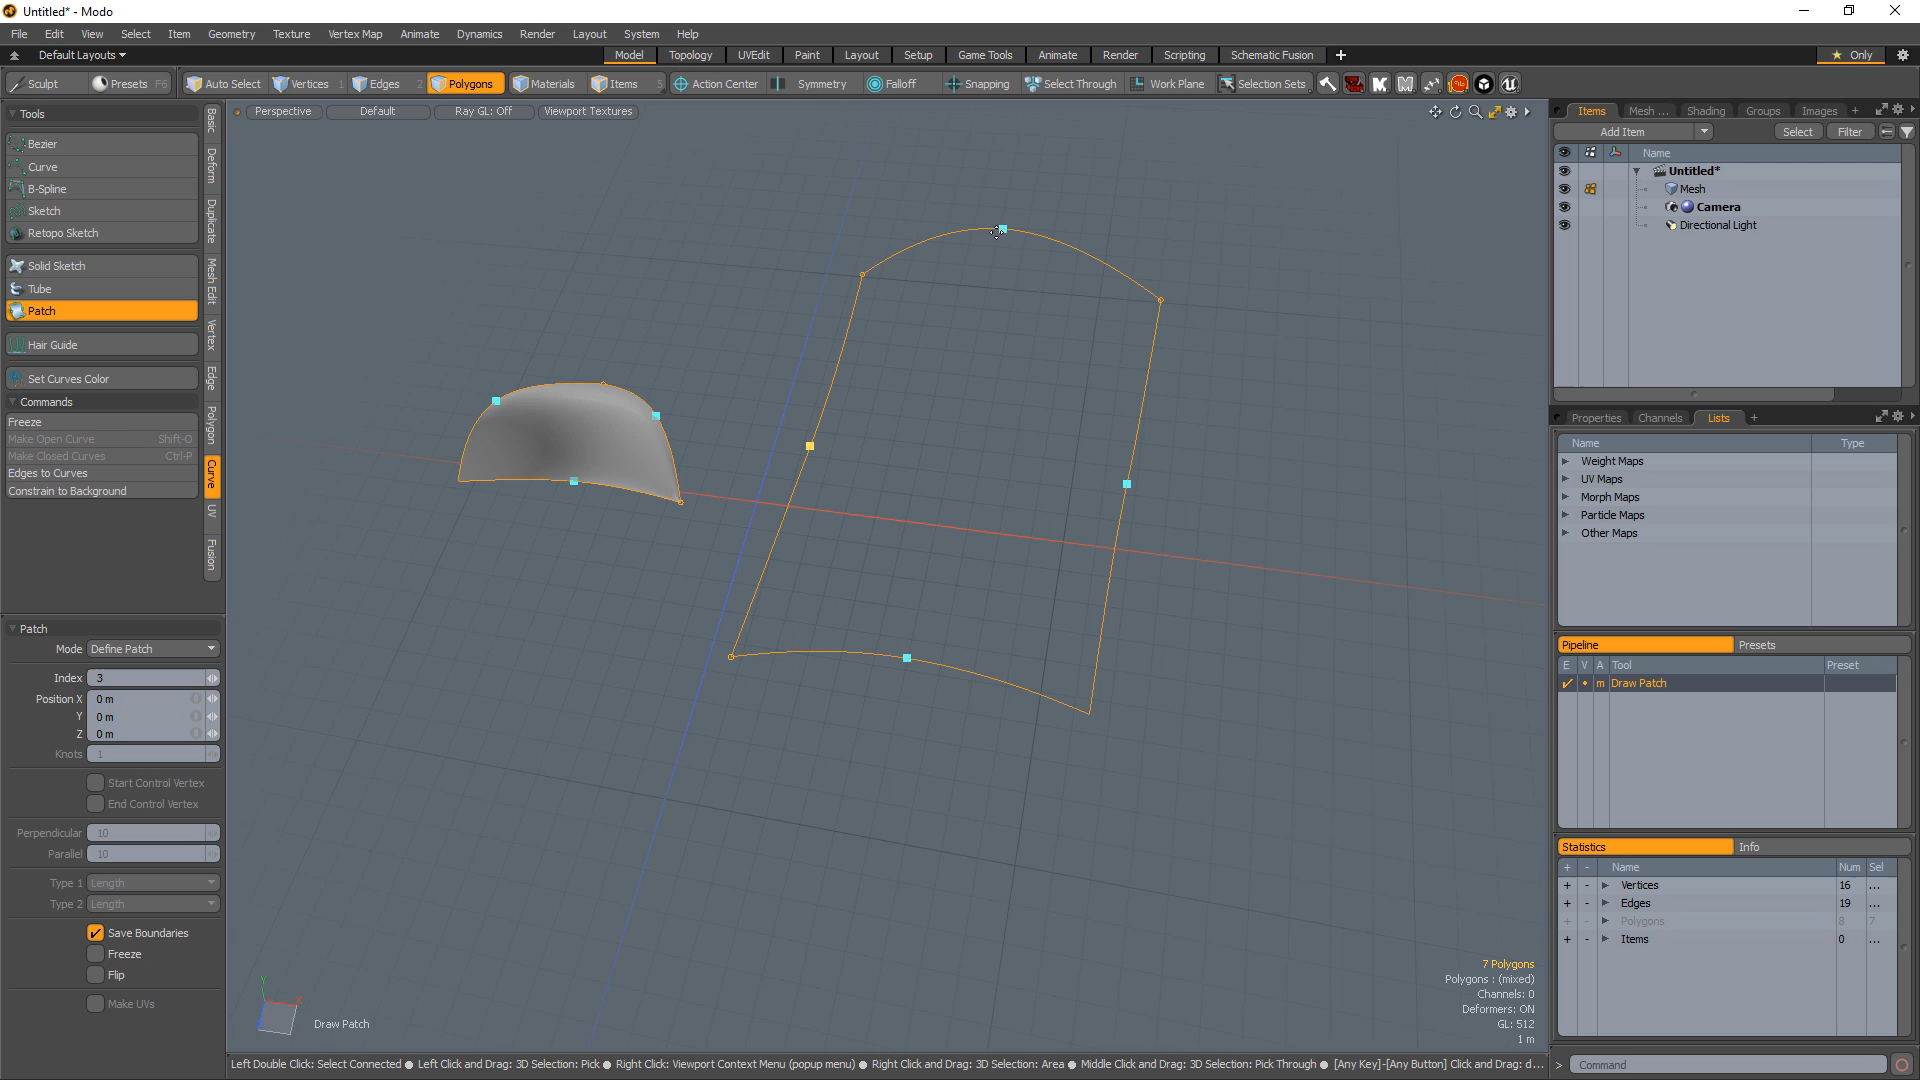 Untitled* - Modo
File Edit View Select Item Geometry Texture Vertex Map Animate Dynamics Render Layout System Help
Default Layouts Model Topology UVEdit Paint Layout Setup Game Tools Animate Render Scripting Schematic Fusion + Only
Sculpt Presets F6 Auto Select Vertices 1 Edges 2 Polygons Materials Items 5 Action Center Symmetry Falloff Snapping Select Through Work Plane Selection Sets
Tools
Bezier
Curve
B-Spline
Sketch
Retopo Sketch
Solid Sketch
Tube
Patch
Hair Guide
Set Curves Color
Commands
Freeze
Make Open Curve Shift-O
Make Closed Curves Ctrl-P
Edges to Curves
Constrain to Background
Basic
Deform
Duplicate
Mesh Edit
Vertex
Edge
Polygon
Curve
UV
Fusion
Patch
Mode Define Patch
Index 3
Position X 0 m
Y 0 m
Z 0 m
Knots 1
Start Control Vertex
End Control Vertex
Perpendicular 10
Parallel 10
Type 1 Length
Type 2 Length
Save Boundaries
Freeze
Flip
Make UVs
Perspective Default Ray GL: Off Viewport Textures
Y
X
Draw Patch
7 Polygons
Polygons : (mixed)
Channels: 0
Deformers: ON
GL: 512
1 m
Left Double Click: Select Connected ● Left Click and Drag: 3D Selection: Pick ● Right Click: Viewport Context Menu (popup menu) ● Right Click and Drag: 3D Selection: Area ● Middle Click and Drag: 3D Selection: Pick Through ● [Any Key]-[Any Button] Click and Drag: d...
Items Mesh ... Shading Groups Images +
Add Item Select Filter
Name
Untitled*
Mesh
Camera
Directional Light
Properties Channels Lists +
Name Type
Weight Maps
UV Maps
Morph Maps
Particle Maps
Other Maps
Pipeline Presets
E V A Tool Preset
m Draw Patch
Statistics Info
+ - Name Num Sel
+ - Vertices 16 ...
+ - Edges 19 ...
+ - Polygons 8 7
+ - Items 0 ...
> Command